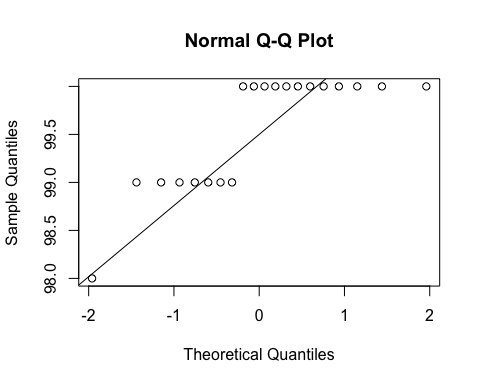 Normal Q-Q Plot
Sample Quantiles
98.0 98.5 99.0 99.5
-2 -1 0 1 2
Theoretical Quantiles